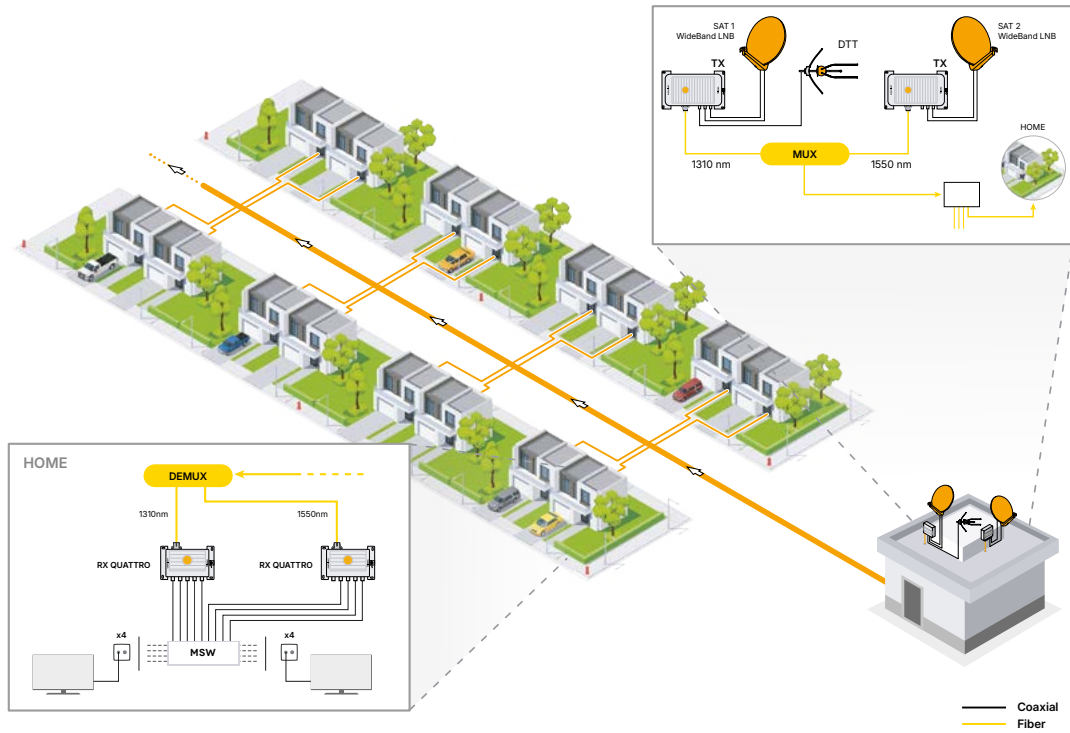 SAT 1
WideBand LNB
SAT 2
WideBand LNB
DTT
TX
TX
HOME
1310 nm
MUX
1550 nm
HOME
DEMUX
1310nm
1550nm
RX QUATTRO
RX QUATTRO
x4
x4
MSW
Coaxial
Fiber